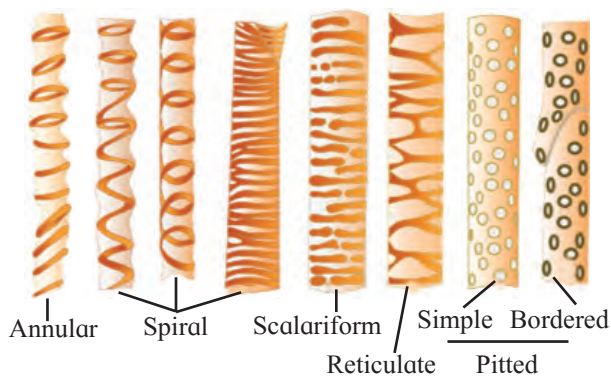 Annular
Spiral
Scalariform
Reticulate
Simple
Bordered
Pitted